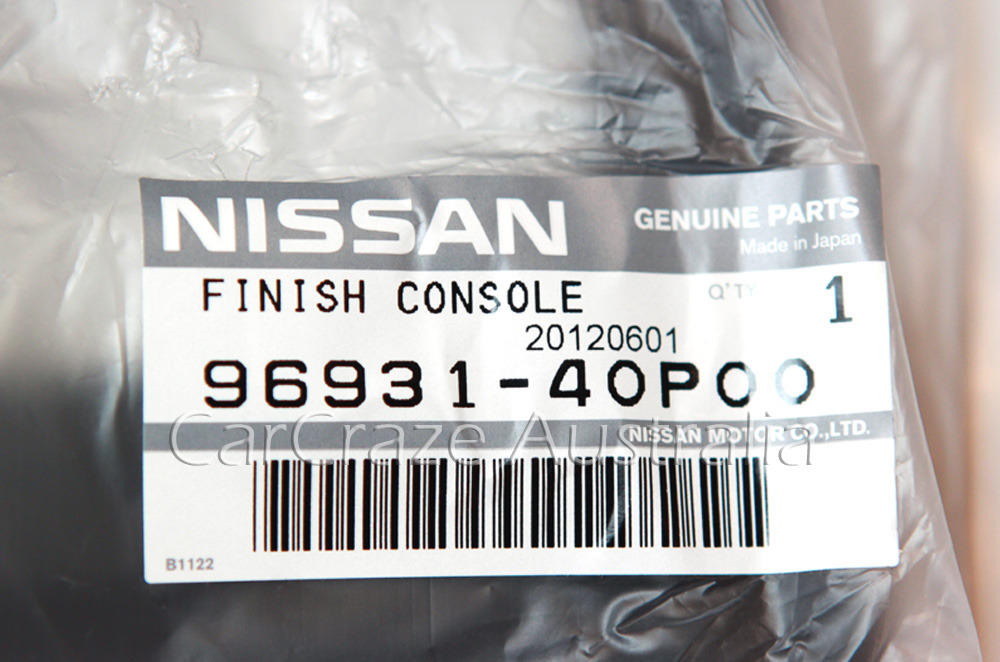 NISSAN
GENUINE PARTS
Made in Japan
FINISH CONSOLE
Q'TY 1
20120601
96931-40P00
CarCraze Australia
NISSAN MOTOR CO.,LTD.
B1122